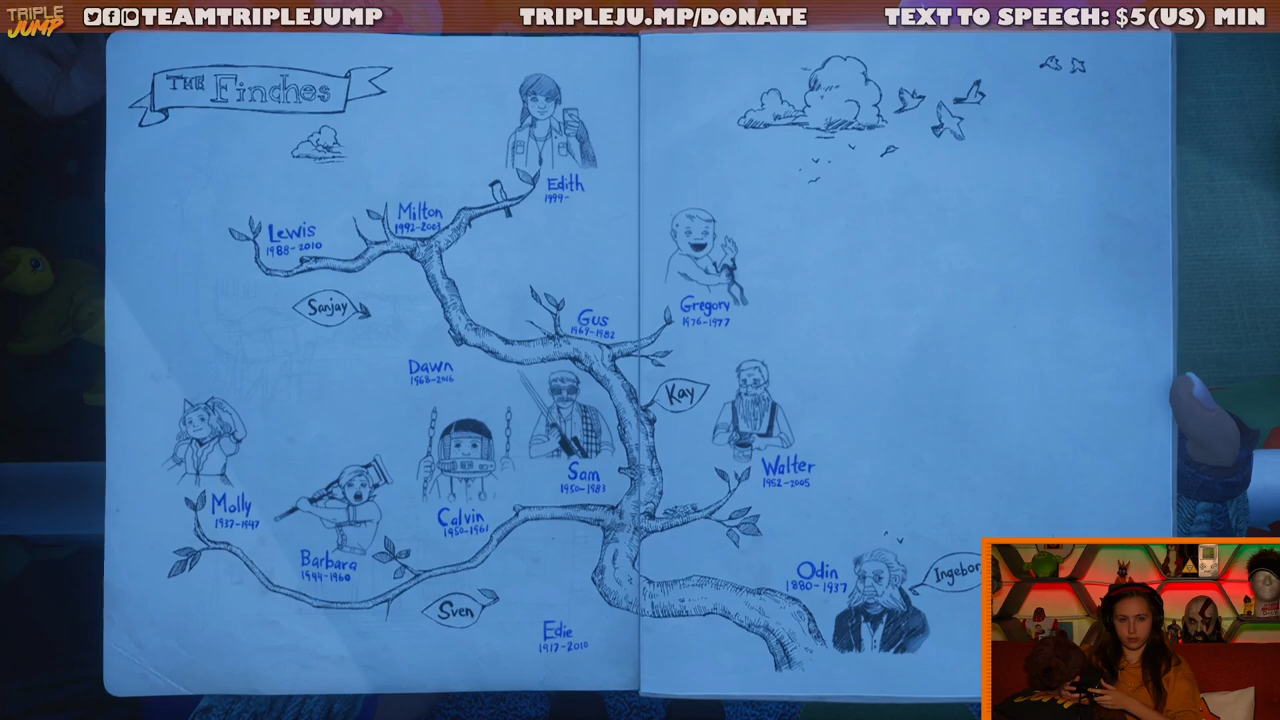 TRIPLE
JUMP
TEAMTRIPLEJUMP
TRIPLEJU.MP/DONATE
TEXT TO SPEECH: $5(US) MIN
THE Finches
Edith
1999-
Milton
1992-2003
Lewis
1988-2010
Sanjay
Gregory
1976-1977
Gus
1969-1982
Dawn
1968-2016
Kay
Sam
1950-1983
Walter
1952-2005
Molly
1937-1947
Calvin
1950-1961
Barbara
1944-1960
Odin
1880-1937
Ingebor
Sven
Edie
1917-2010